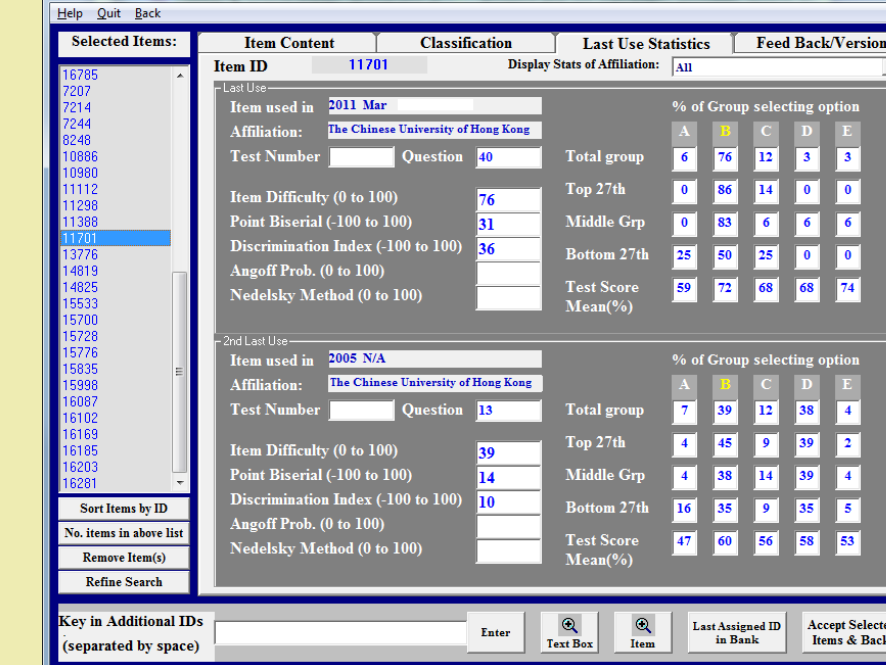 Help Quit Back
Selected Items:
16785
7207
7214
7244
8248
10886
10980
11112
11298
11388
11701
13776
14819
14825
15533
15700
15728
15776
15835
15998
16087
16102
16169
16185
16203
16281
Sort Items by ID
No. items in above list
Remove Item(s)
Refine Search
Item Content Classification Last Use Statistics Feed Back/Version
Item ID 11701 Display Stats of Affiliation: All
Last Use
Item used in 2011 Mar % of Group selecting option
Affiliation: The Chinese University of Hong Kong A B C D E
Test Number Question 40 Total group 6 76 12 3 3
Item Difficulty (0 to 100) 76 Top 27th 0 86 14 0 0
Point Biserial (-100 to 100) 31 Middle Grp 0 83 6 6 6
Discrimination Index (-100 to 100) 36 Bottom 27th 25 50 25 0 0
Angoff Prob. (0 to 100)
Nedelsky Method (0 to 100) Test Score 59 72 68 68 74
Mean(%)
2nd Last Use
Item used in 2005 N/A % of Group selecting option
Affiliation: The Chinese University of Hong Kong A B C D E
Test Number Question 13 Total group 7 39 12 38 4
Item Difficulty (0 to 100) 39 Top 27th 4 45 9 39 2
Point Biserial (-100 to 100) 14 Middle Grp 4 38 14 39 4
Discrimination Index (-100 to 100) 10 Bottom 27th 16 35 9 35 5
Angoff Prob. (0 to 100)
Nedelsky Method (0 to 100) Test Score 47 60 56 58 53
Mean(%)
Key in Additional IDs
(separated by space)
Enter
Text Box
Item
Last Assigned ID
in Bank
Accept Selecte
Items & Back